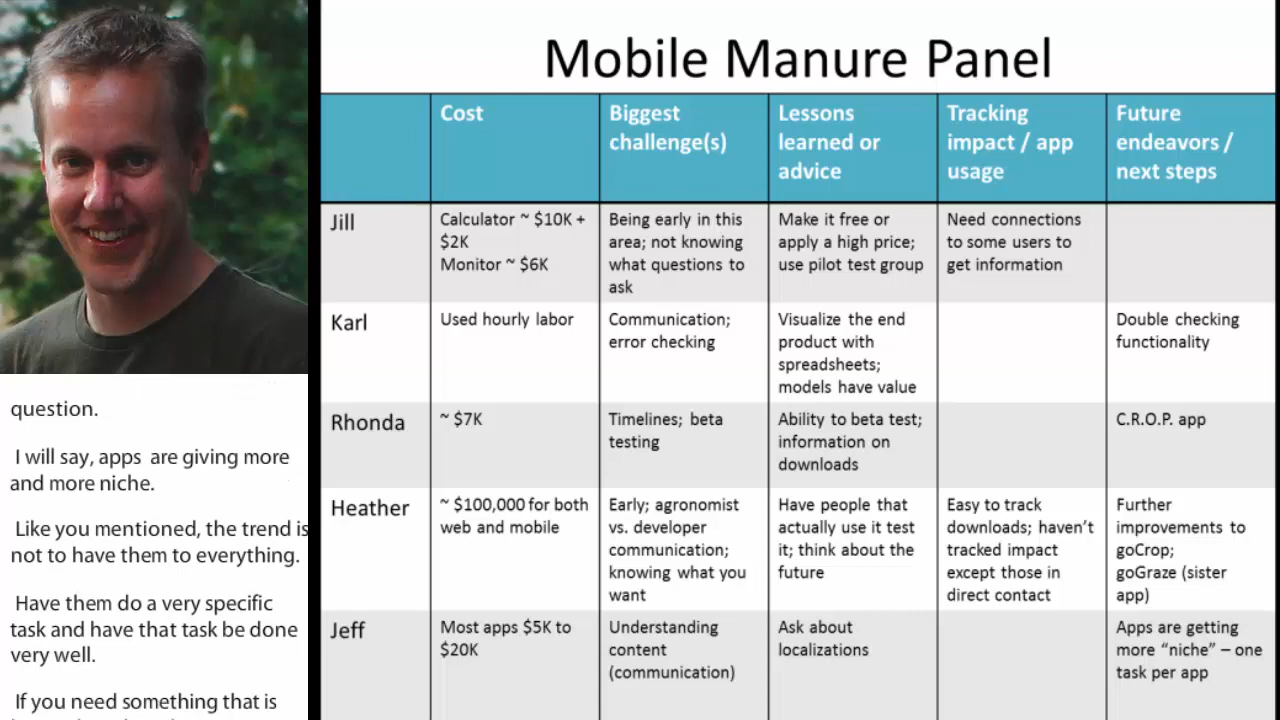 Mobile Manure Panel
Cost
Biggest
challenge(s)
Lessons
learned or
advice
Tracking
impact / app
usage
Future
endeavors /
next steps
Jill
Calculator ~ $10K +
$2K
Monitor ~ $6K
Being early in this
area; not knowing
what questions to
ask
Make it free or
apply a high price;
use pilot test group
Need connections
to some users to
get information
Karl
Used hourly labor
Communication;
error checking
Visualize the end
product with
spreadsheets;
models have value
Double checking
functionality
Rhonda
~ $7K
Timelines; beta
testing
Ability to beta test;
information on
downloads
C.R.O.P. app
Heather
~ $100,000 for both
web and mobile
Early; agronomist
vs. developer
communication;
knowing what you
want
Have people that
actually use it test
it; think about the
future
Easy to track
downloads; haven't
tracked impact
except those in
direct contact
Further
improvements to
goCrop;
goGraze (sister
app)
Jeff
Most apps $5K to
$20K
Understanding
content
(communication)
Ask about
localizations
Apps are getting
more “niche” – one
task per app
question.
I will say, apps are giving more
and more niche.
Like you mentioned, the trend is
not to have them to everything.
Have them do a very specific
task and have that task be done
very well.
If you need something that is